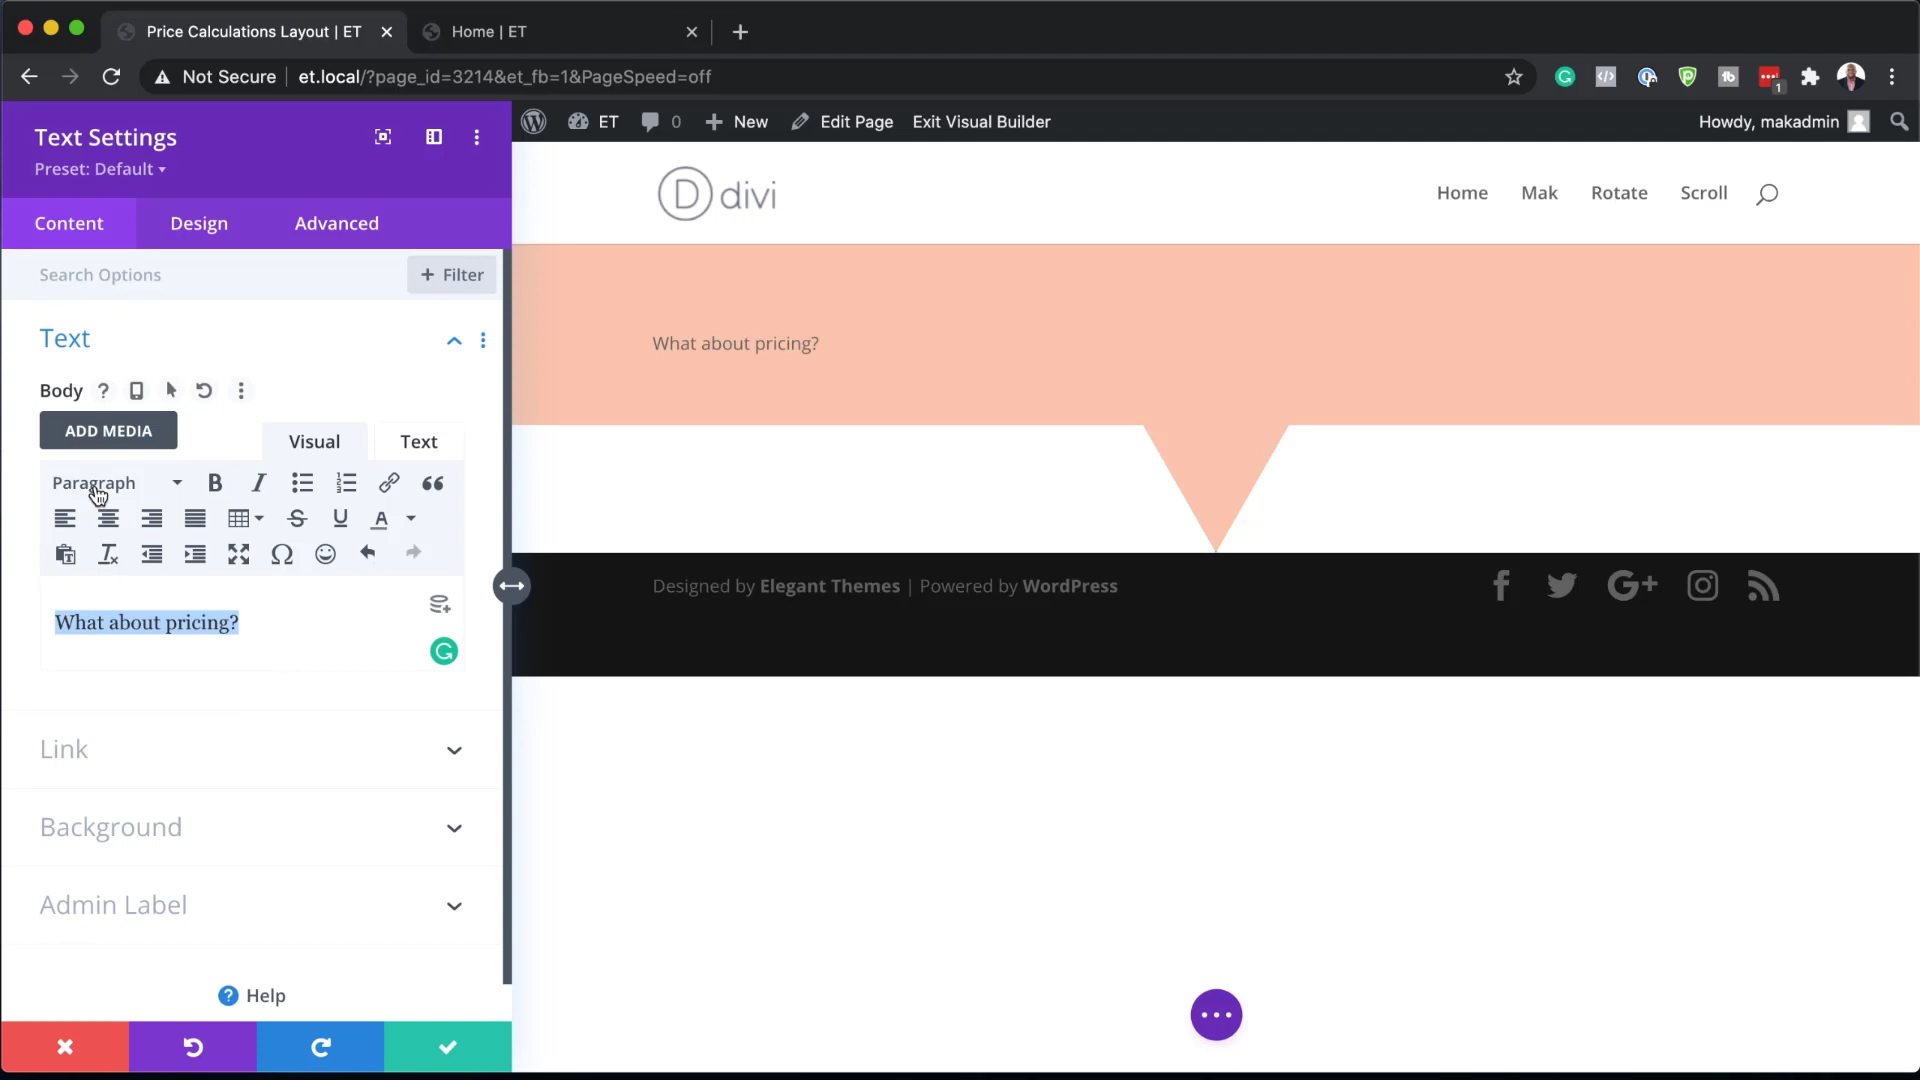 Price Calculations Layout | ET
Home | ET
Not Secure
et.local/?page_id=3214&et_fb=1&PageSpeed=off
1
Text Settings
Preset: Default
ET
0
New
Edit Page
Exit Visual Builder
Howdy, makadmin
Content
Design
Advanced
D divi
Home
Mak
Rotate
Scroll
Search Options
+ Filter
Text
What about pricing?
Body
ADD MEDIA
Visual
Text
Paragraph
What about pricing?
Designed by Elegant Themes | Powered by WordPress
Link
Background
Admin Label
Help